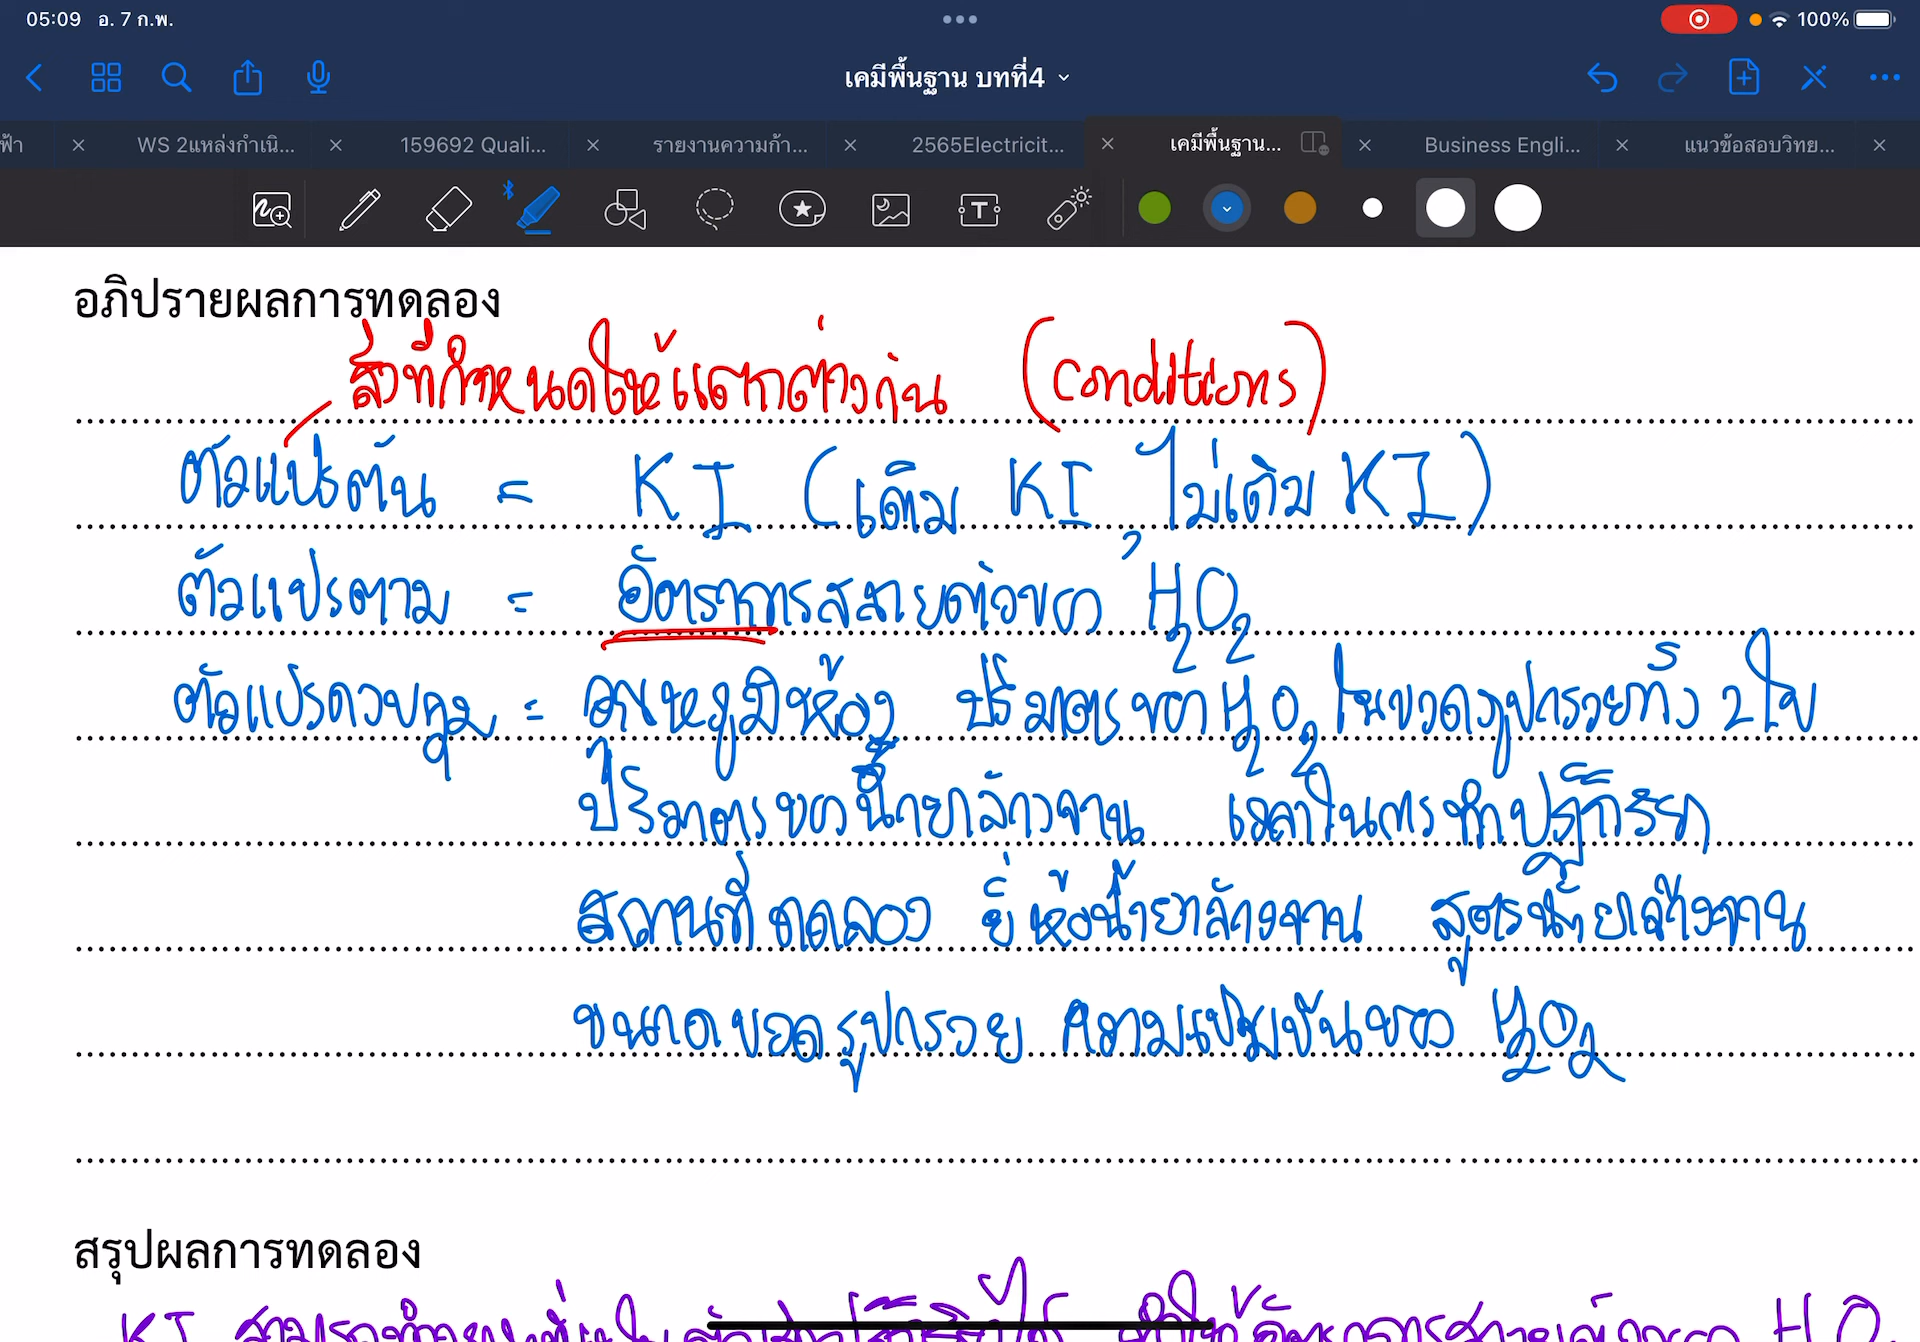 05:09 อ. 7 ก.พ.
100%
เคมีพื้นฐาน บทที่4
ฟ้า
WS 2แหล่งกำเนิ...
159692 Quali...
รายงานความก้า...
2565Electricit...
เคมีพื้นฐาน...
Business Engli...
แนวข้อสอบวิทย...
อภิปรายผลการทดลอง
สิ่งที่กำหนดให้แตกต่างกัน (conditions)
ตัวแปรต้น = KI (เติม KI, ไม่เติม KI)
ตัวแปรตาม = อัตราการสลายตัวของ H2O2
ตัวแปรควบคุม = อุณหภูมิห้อง ปริมาตรของ H2O2 ในขวดรูปกรวยทั้ง 2 ใบ
ปริมาตรของน้ำยาล้างจาน เวลาในการทำปฏิกิริยา
สถานที่ทดลอง ยี่ห้อน้ำยาล้างจาน สูตรน้ำยาล้างจาน
ขนาดขวดรูปกรวย ความเข้มข้นของ H2O2
สรุปผลการทดลอง
KI